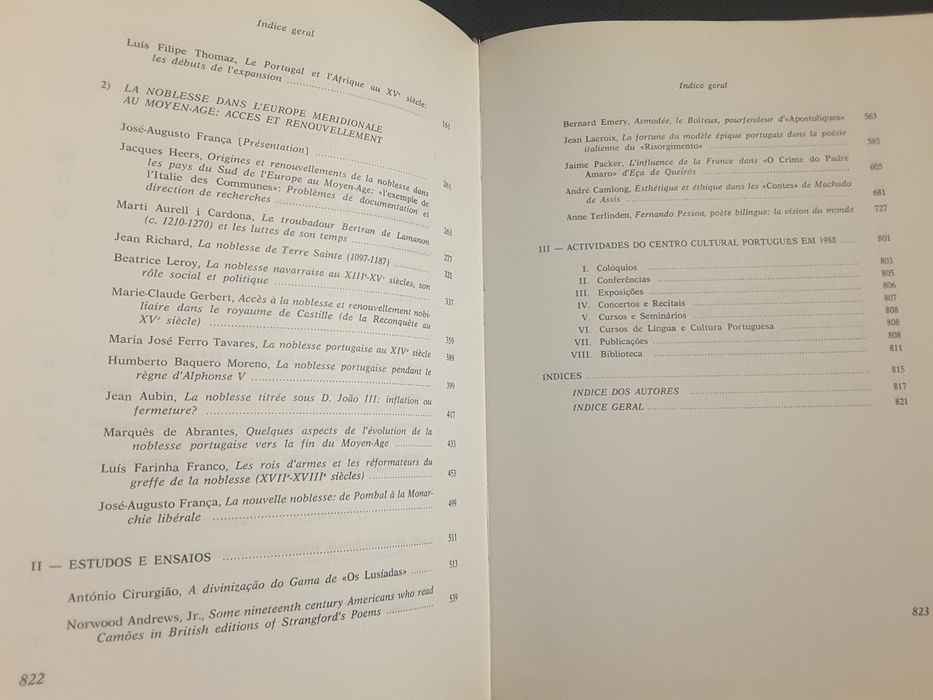 Indice geral
Luís Filipe Thomaz, Le Portugal et l'Afrique au XVᵉ siècle:
les débuts de l'expansion ........ 161
2) LA NOBLESSE DANS L'EUROPE MERIDIONALE
AU MOYEN-AGE: ACCES ET RENOUVELLEMENT
José-Augusto França [Présentation] ........ 261
Jacques Heers, Origines et renouvellements de la noblesse dans
les pays du Sud de l'Europe au Moyen-Age: «l'exemple de
l'Italie des Communes»: Problèmes de documentation et
direction de recherches ........ 263
Marti Aurell i Cardona, Le troubadour Bertran de Lamanon
(c. 1210-1270) et les luttes de son temps ........ 277
Jean Richard, La noblesse de Terre Sainte (1097-1187) ........ 321
Beatrice Leroy, La noblesse navarraise au XIIIᵉ-XVᵉ siècles, son
rôle social et politique ........ 337
Marie-Claude Gerbert, Accès à la noblesse et renouvellement nobi-
liaire dans le royaume de Castille (de la Reconquête au
XVᵉ siècle) ........ 359
Maria José Ferro Tavares, La noblesse portugaise au XIVᵉ siècle 389
Humberto Baquero Moreno, La noblesse portugaise pendant le
règne d'Alphonse V ........ 399
Jean Aubin, La noblesse titrée sous D. João III: inflation ou
fermeture? ........ 417
Marquês de Abrantes, Quelques aspects de l'évolution de la
noblesse portugaise vers la fin du Moyen-Age ........ 433
Luís Farinha Franco, Les rois d'armes et les réformateurs du
greffe de la noblesse (XVIIᵉ-XVIIIᵉ siècles) ........ 453
José-Augusto França, La nouvelle noblesse: de Pombal à la Monar-
chie libérale ........ 499
II — ESTUDOS E ENSAIOS ........ 511
António Cirurgião, A divinização do Gama de «Os Lusíadas» ........ 513
Norwood Andrews, Jr., Some nineteenth century Americans who read
Camões in British editions of Strangford's Poems ........ 539
822
Indice geral
Bernard Emery, Asmodée, le Boiteux, pourfendeur d'«Apostoliques» 563
Jean Lacroix, La fortune du modèle épique portugais dans la poésie
italienne du «Risorgimento» ........ 585
Jaime Packer, L'influence de la France dans «O Crime do Padre
Amaro» d'Eça de Queirós ........ 605
André Camlong, Esthétique et éthique dans les «Contes» de Machado
de Assis ........ 681
Anne Terlinden, Fernando Pessoa, poète bilingue: la vision du monde 727
III — ACTIVIDADES DO CENTRO CULTURAL PORTUGUES EM 1988 ...... 801
I. Colóquios ........ 803
II. Conferências ........ 805
III. Exposições ........ 806
IV. Concertos e Recitais ........ 807
V. Cursos e Seminários ........ 808
VI. Cursos de Língua e Cultura Portuguesa ........ 808
VII. Publicações ........ 808
VIII. Biblioteca ........ 811
INDICES ........ 815
INDICE DOS AUTORES ........ 817
INDICE GERAL ........ 821
823